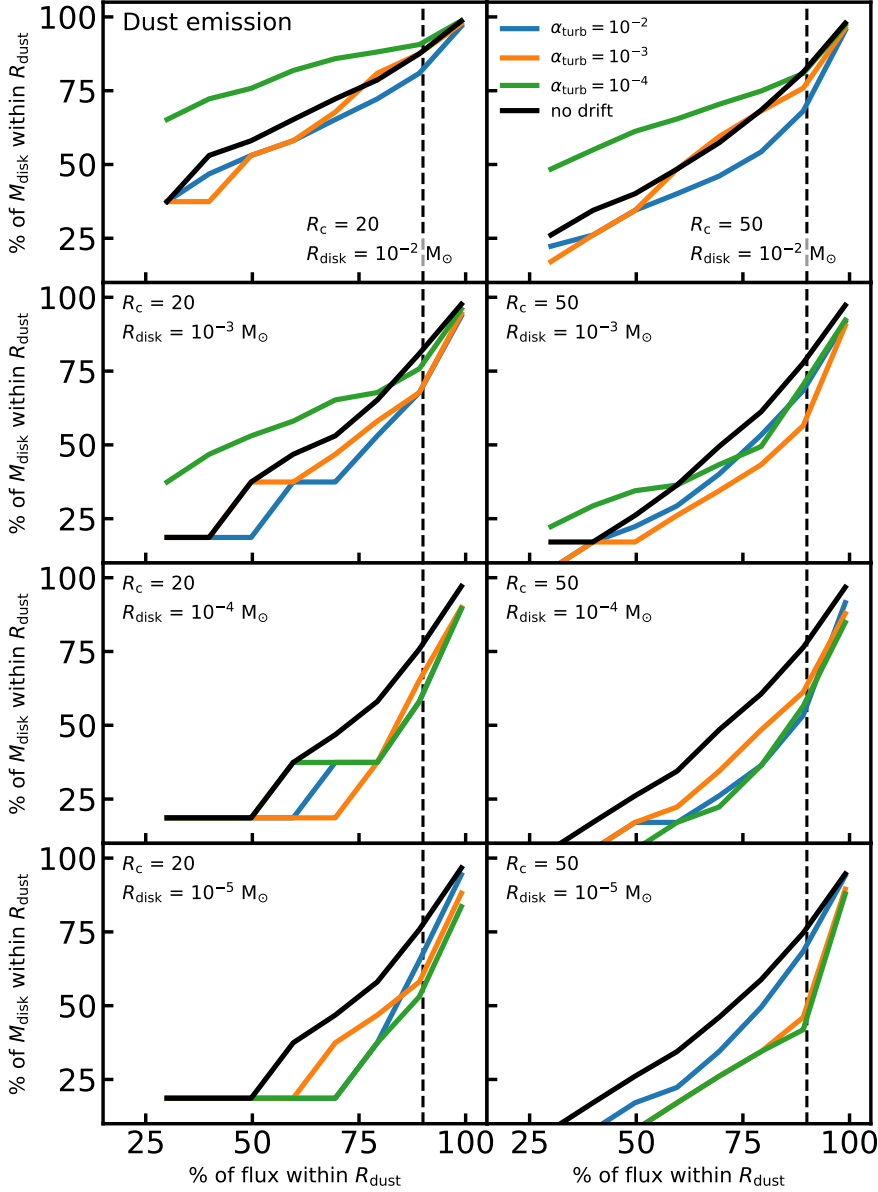 Dust emission
α_turb = 10⁻²
α_turb = 10⁻³
α_turb = 10⁻⁴
no drift
100
75
50
25
% of M_disk within R_dust
R_c = 20
R_disk = 10⁻² M_⊙
R_c = 50
R_disk = 10⁻² M_⊙
100
75
50
25
% of M_disk within R_dust
R_c = 20
R_disk = 10⁻³ M_⊙
R_c = 50
R_disk = 10⁻³ M_⊙
100
75
50
25
% of M_disk within R_dust
R_c = 20
R_disk = 10⁻⁴ M_⊙
R_c = 50
R_disk = 10⁻⁴ M_⊙
100
75
50
25
% of M_disk within R_dust
R_c = 20
R_disk = 10⁻⁵ M_⊙
R_c = 50
R_disk = 10⁻⁵ M_⊙
25 50 75 100
25 50 75 100
% of flux within R_dust
% of flux within R_dust